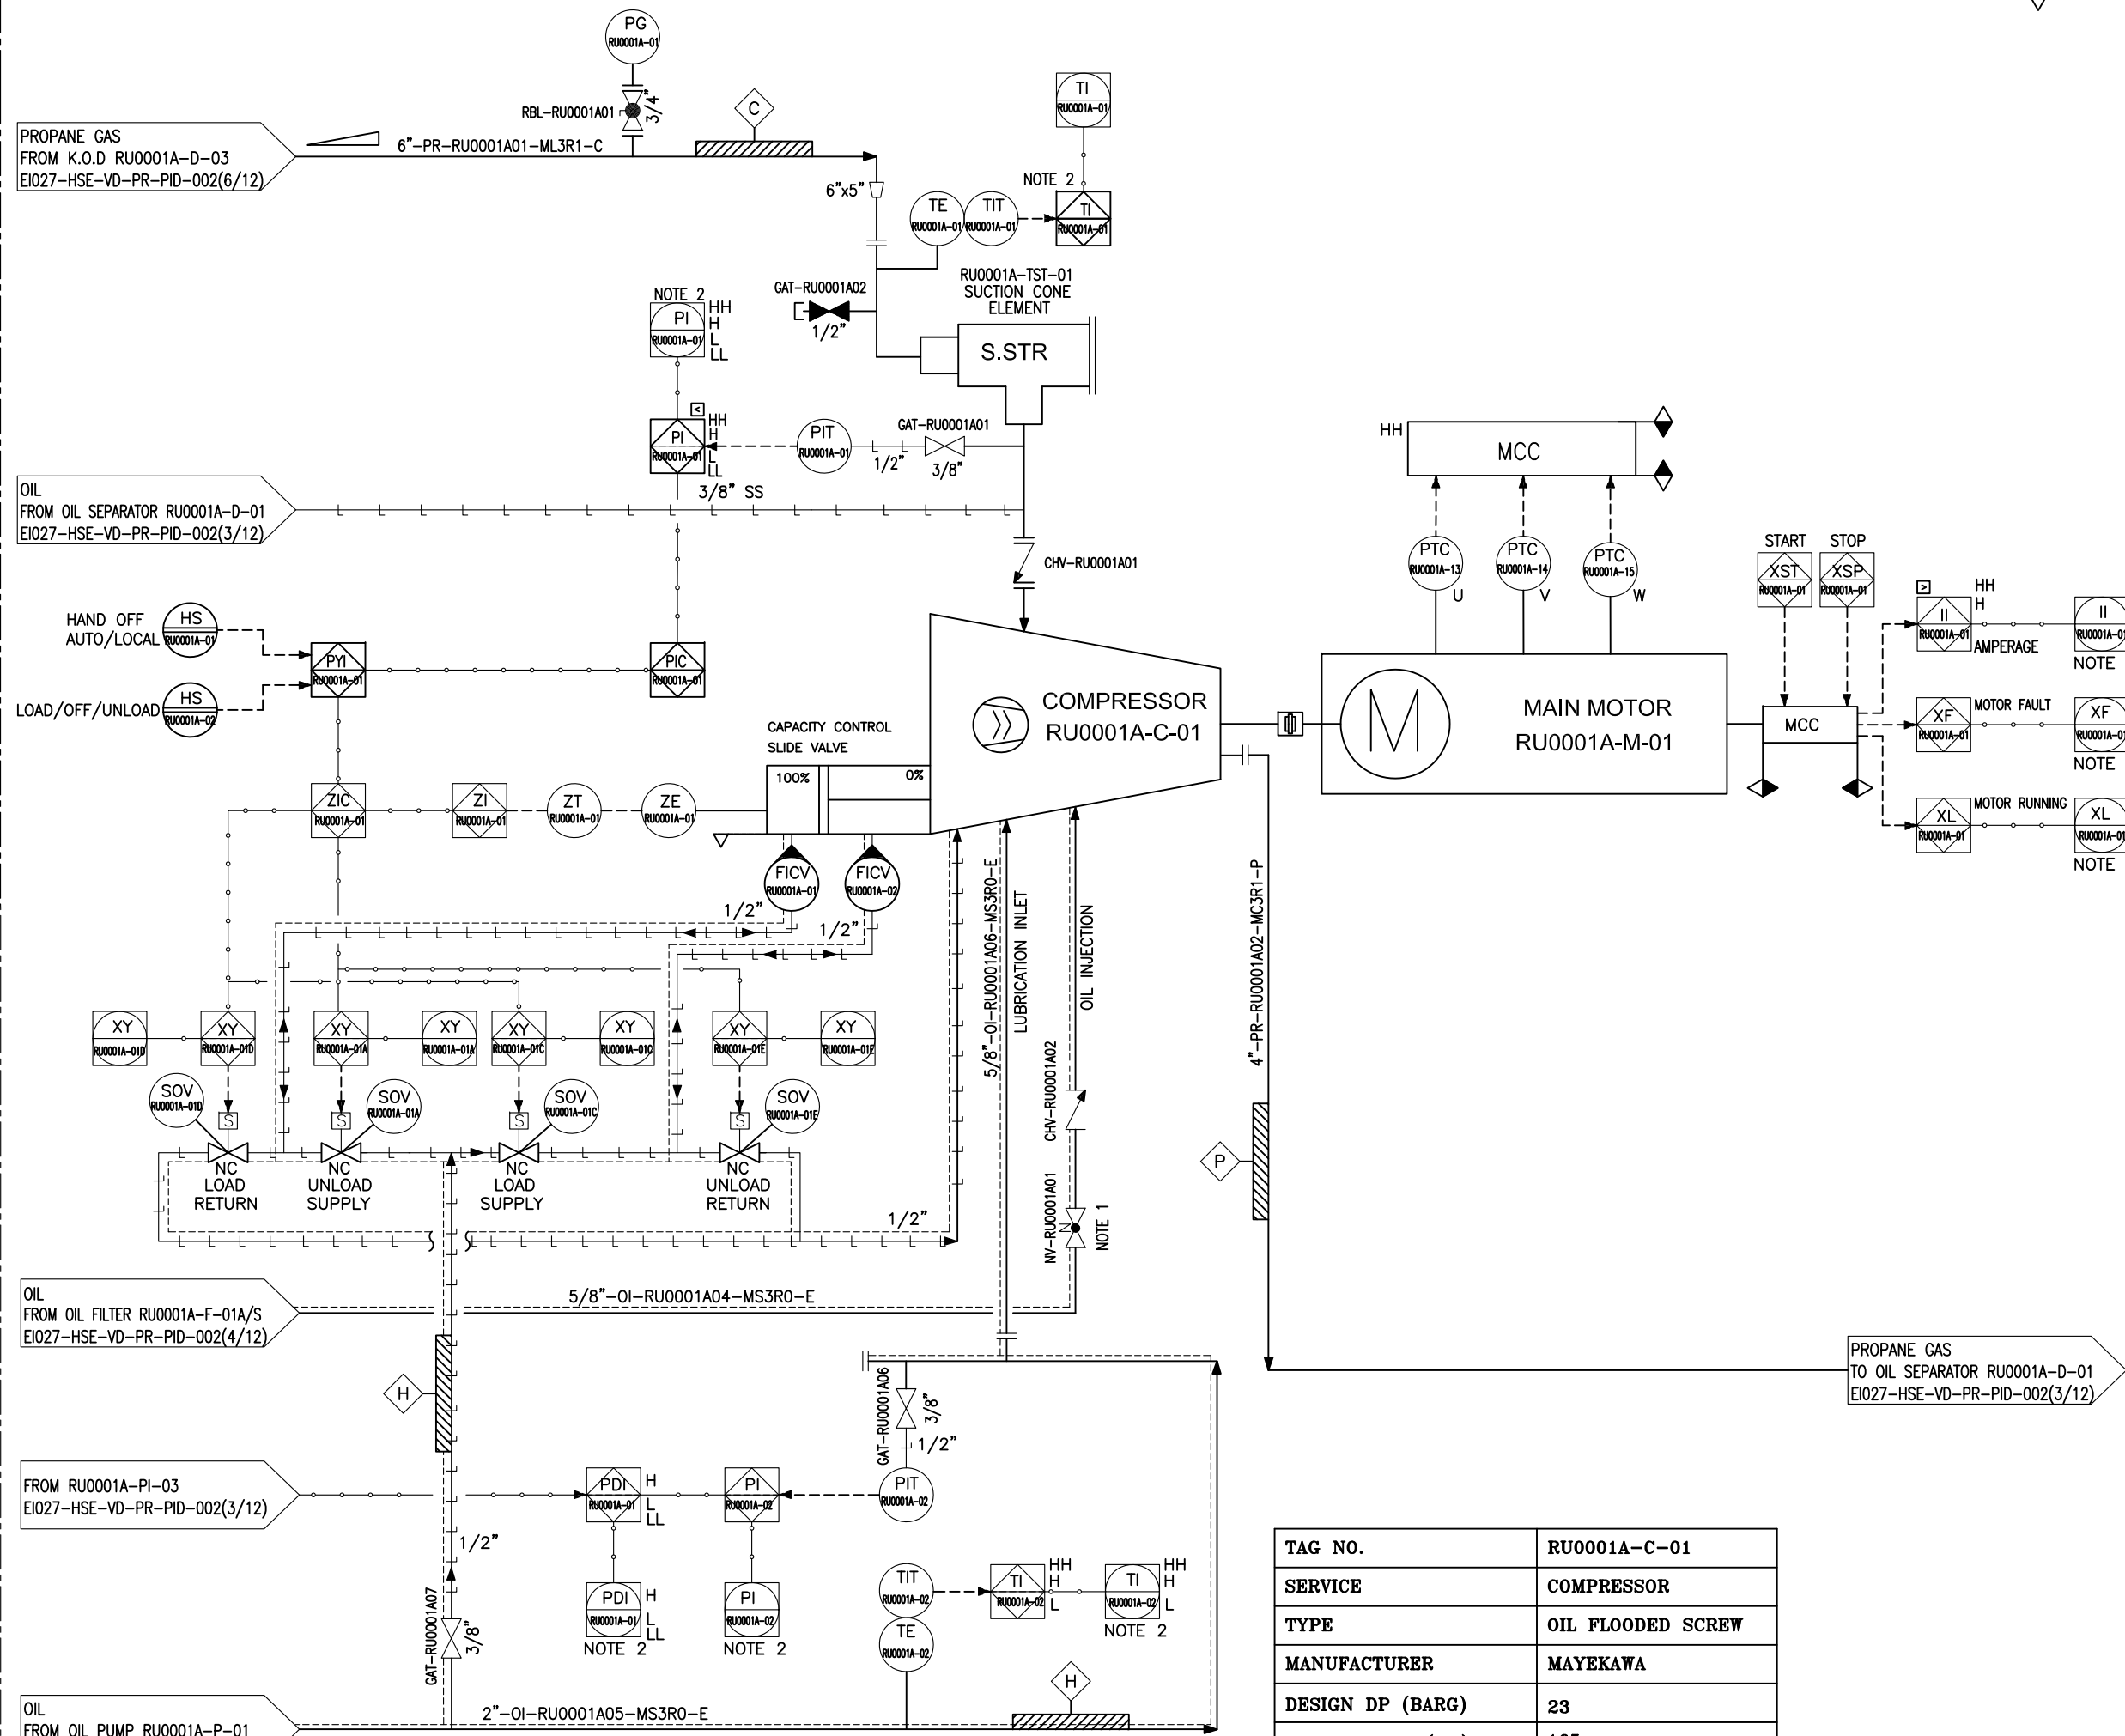 PG
RU0001A-01
RBL-RU0001A01
3/4"
C
TI
RU0001A-01
PROPANE GAS
FROM K.O.D RU0001A-D-03
EI027-HSE-VD-PR-PID-002(6/12)
6"-PR-RU0001A01-ML3R1-C
6"x5"
NOTE 2
TE
RU0001A-01
TIT
RU0001A-01
TI
RU0001A-01
RU0001A-TST-01
SUCTION CONE
ELEMENT
GAT-RU0001A02
1/2"
S.STR
NOTE 2
PI
RU0001A-01
HH
H
L
LL
<
PI
RU0001A-01
HH
H
L
LL
PIT
RU0001A-01
GAT-RU0001A01
1/2"
3/8"
3/8" SS
HH
MCC
OIL
FROM OIL SEPARATOR RU0001A-D-01
EI027-HSE-VD-PR-PID-002(3/12)
CHV-RU0001A01
PTC
RU0001A-13
U
PTC
RU0001A-14
V
PTC
RU0001A-15
W
START
STOP
XST
RU0001A-01
XSP
RU0001A-01
>
HH
H
II
RU0001A-01
AMPERAGE
II
RU0001A-01
NOTE
HAND OFF
AUTO/LOCAL
HS
RU0001A-01
LOAD/OFF/UNLOAD
HS
RU0001A-02
PYI
RU0001A-01
PIC
RU0001A-01
COMPRESSOR
RU0001A-C-01
M
MAIN MOTOR
RU0001A-M-01
MCC
XF
RU0001A-01
MOTOR FAULT
XF
RU0001A-01
NOTE
XL
RU0001A-01
MOTOR RUNNING
XL
RU0001A-01
NOTE
CAPACITY CONTROL
SLIDE VALVE
100%
0%
ZIC
RU0001A-01
ZI
RU0001A-01
ZT
RU0001A-01
ZE
RU0001A-01
FICV
RU0001A-01
FICV
RU0001A-02
1/2"
1/2"
5/8"-OI-RU0001A06-MS3R0-E
LUBRICATION INLET
OIL INJECTION
4"-PR-RU0001A02-MC3R1-P
XY
RU0001A-01D
XY
RU0001A-01D
XY
RU0001A-01A
XY
RU0001A-01A
XY
RU0001A-01C
XY
RU0001A-01C
XY
RU0001A-01E
XY
RU0001A-01E
SOV
RU0001A-01D
S
S
SOV
RU0001A-01A
S
SOV
RU0001A-01C
S
SOV
RU0001A-01E
NC
LOAD
RETURN
NC
UNLOAD
SUPPLY
NC
LOAD
SUPPLY
NC
UNLOAD
RETURN
1/2"
CHV-RU0001A02
NV-RU0001A01
NOTE 1
P
OIL
FROM OIL FILTER RU0001A-F-01A/S
EI027-HSE-VD-PR-PID-002(4/12)
5/8"-OI-RU0001A04-MS3R0-E
H
PROPANE GAS
TO OIL SEPARATOR RU0001A-D-01
EI027-HSE-VD-PR-PID-002(3/12)
GAT-RU0001A06
3/8"
1/2"
FROM RU0001A-PI-03
EI027-HSE-VD-PR-PID-002(3/12)
PDI
RU0001A-01
H
L
LL
PI
RU0001A-02
PIT
RU0001A-02
1/2"
GAT-RU0001A07
3/8"
PDI
RU0001A-01
H
L
LL
NOTE 2
PI
RU0001A-02
NOTE 2
TIT
RU0001A-02
TE
RU0001A-02
TI
RU0001A-02
HH
H
L
TI
RU0001A-02
HH
H
L
NOTE 2
H
OIL
FROM OIL PUMP RU0001A-P-01
2"-OI-RU0001A05-MS3R0-E
TAG NO. RU0001A-C-01
SERVICE COMPRESSOR
TYPE OIL FLOODED SCREW
MANUFACTURER MAYEKAWA
DESIGN DP (BARG) 23